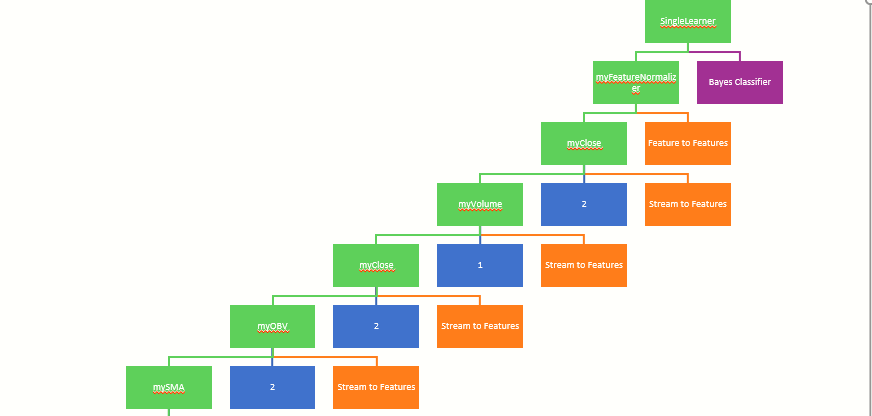 SingleLearner
myFeatureNormaliz
er
Bayes Classifier
myClose
Feature to Features
myVolume
2
Stream to Features
myClose
1
Stream to Features
myOBV
2
Stream to Features
mySMA
2
Stream to Features